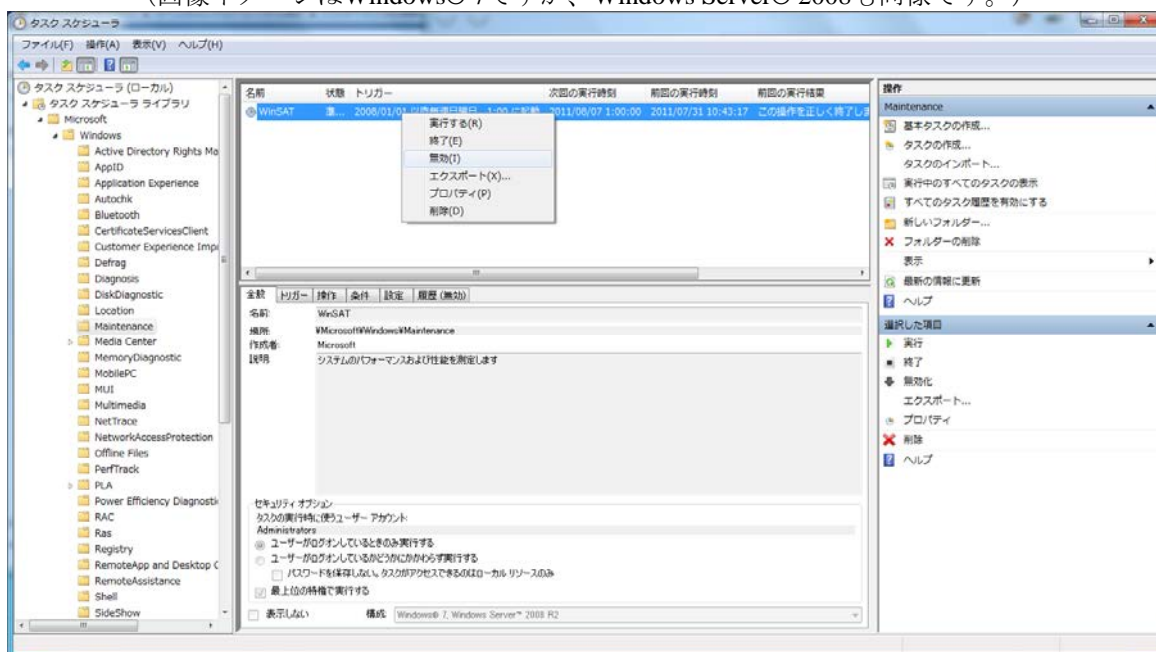 (画像イメージはWindows® 7ですが、Windows Server® 2008も同様です。)
タスク スケジューラ
ファイル(F) 操作(A) 表示(V) ヘルプ(H)
タスク スケジューラ (ローカル)
タスク スケジューラ ライブラリ
Microsoft
Windows
Active Directory Rights Ma
AppID
Application Experience
Autochk
Bluetooth
CertificateServicesClient
Customer Experience Impr
Defrag
Diagnosis
DiskDiagnostic
Location
Maintenance
Media Center
MemoryDiagnostic
MobilePC
MUI
Multimedia
NetTrace
NetworkAccessProtection
Offline Files
PerfTrack
PLA
Power Efficiency Diagnostic
RAC
Ras
Registry
RemoteApp and Desktop C
RemoteAssistance
Shell
SideShow
名前 状態 トリガー 次回の実行時刻 前回の実行時刻 前回の実行結果
WinSAT 準... 2008/01/01 以降毎週日曜日 1:00 に起動 2011/08/07 1:00:00 2011/07/31 10:43:17 この操作を正しく終了しま
実行する(R)
終了(E)
無効(I)
エクスポート(X)...
プロパティ(P)
削除(D)
全般 トリガー 操作 条件 設定 履歴 (無効)
名前: WinSAT
場所: ¥Microsoft¥Windows¥Maintenance
作成者: Microsoft
説明: システムのパフォーマンスおよび性能を測定します
セキュリティ オプション
タスクの実行時に使うユーザー アカウント:
Administrators
ユーザーがログオンしているときのみ実行する
ユーザーがログオンしているかどうかにかかわらず実行する
パスワードを保存しない。タスクがアクセスできるのはローカル リソースのみ
最上位の特権で実行する
表示しない 構成: Windows® 7、Windows Server™ 2008 R2
操作
Maintenance
基本タスクの作成...
タスクの作成...
タスクのインポート...
実行中のすべてのタスクの表示
すべてのタスク履歴を有効にする
新しいフォルダー...
フォルダーの削除
表示
最新の情報に更新
ヘルプ
選択した項目
実行
終了
無効化
エクスポート...
プロパティ
削除
ヘルプ